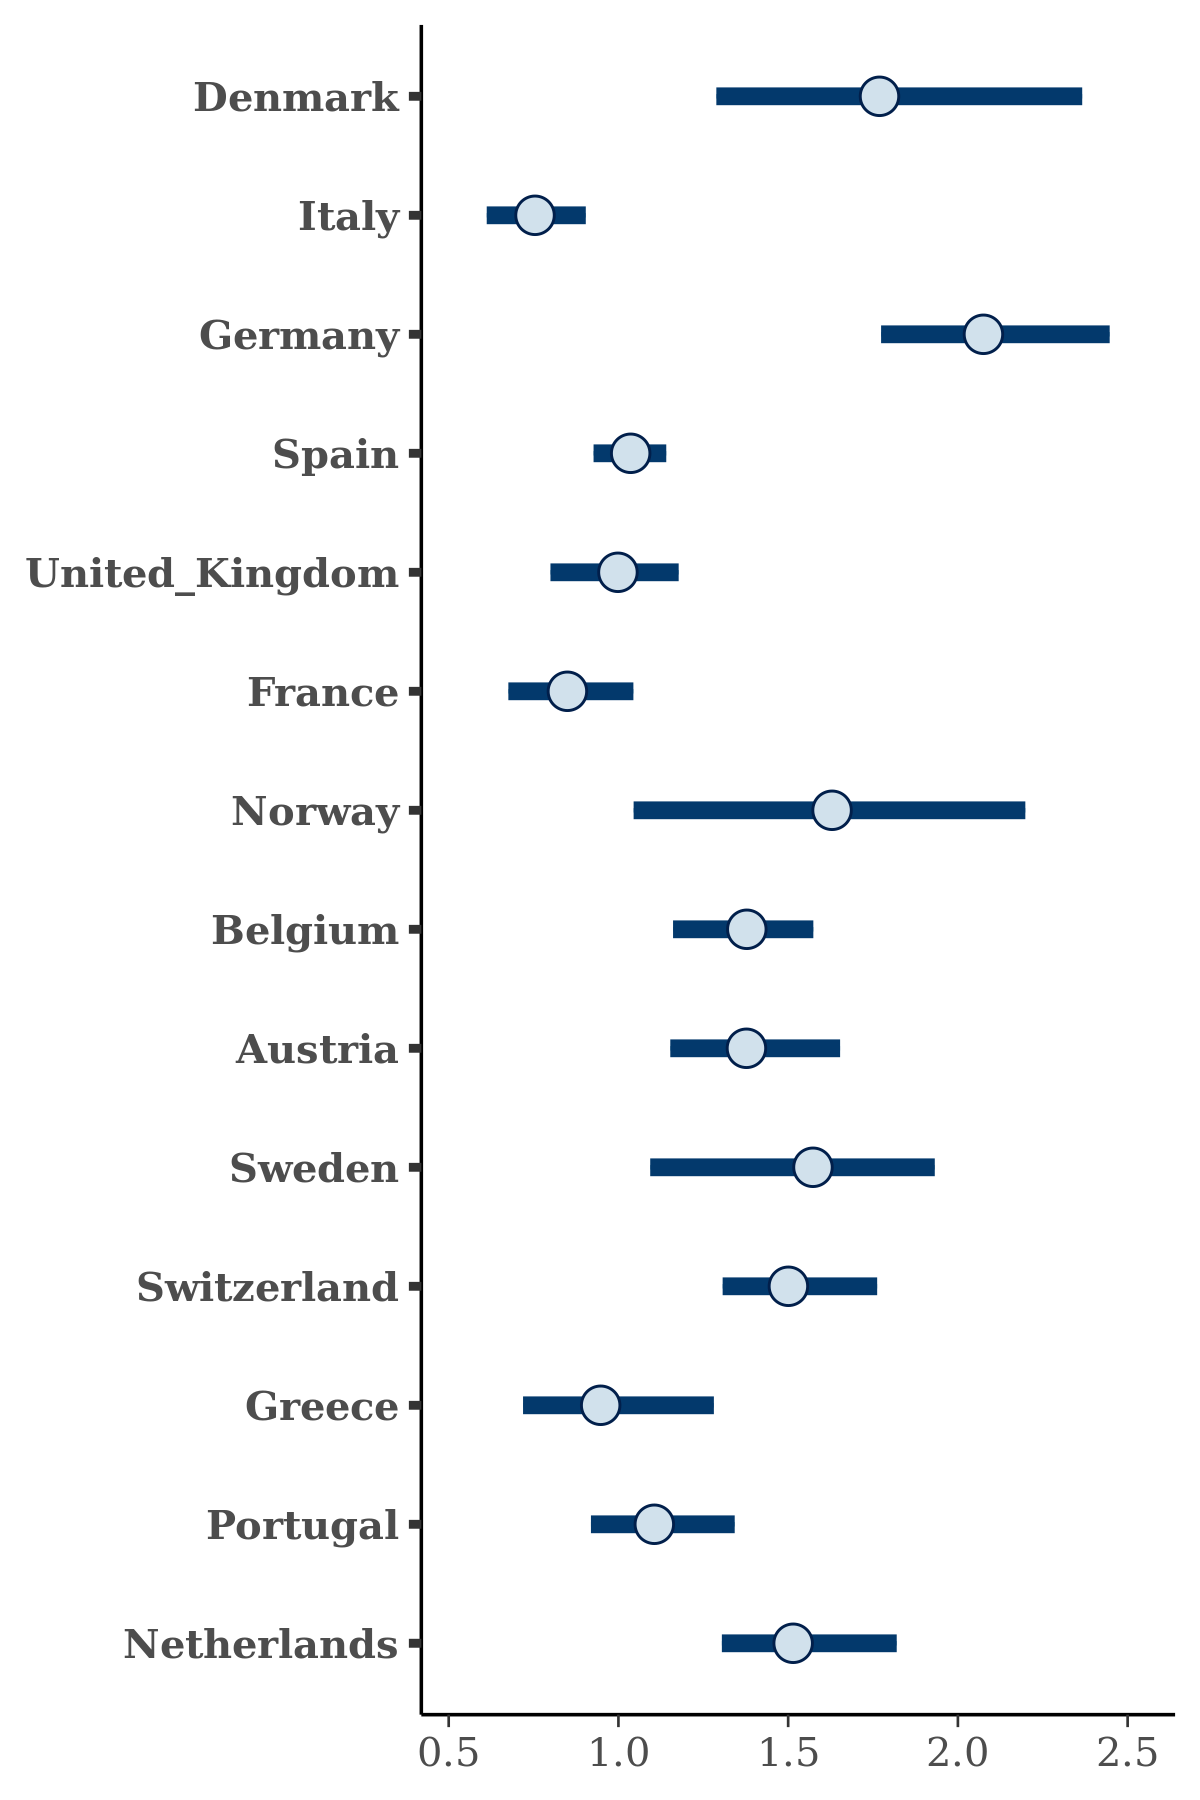 Denmark
Italy
Germany
Spain
United_Kingdom
France
Norway
Belgium
Austria
Sweden
Switzerland
Greece
Portugal
Netherlands
0.5 1.0 1.5 2.0 2.5